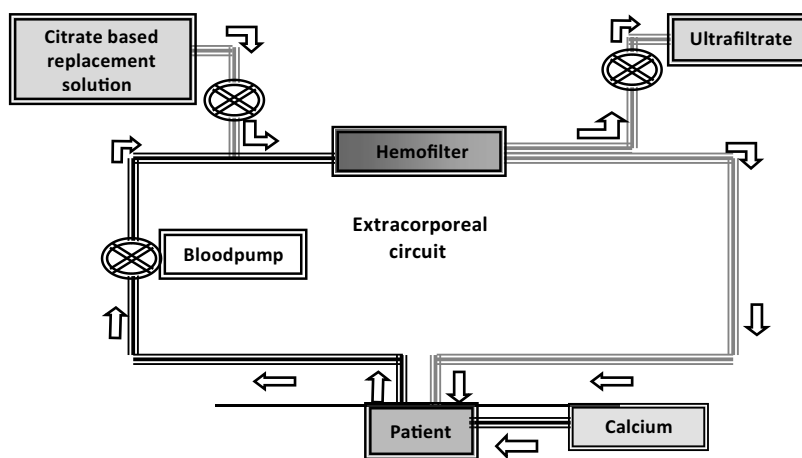 Citrate based
replacement
solution
Ultrafiltrate
Hemofilter
Extracorporeal
circuit
Bloodpump
Patient
Calcium